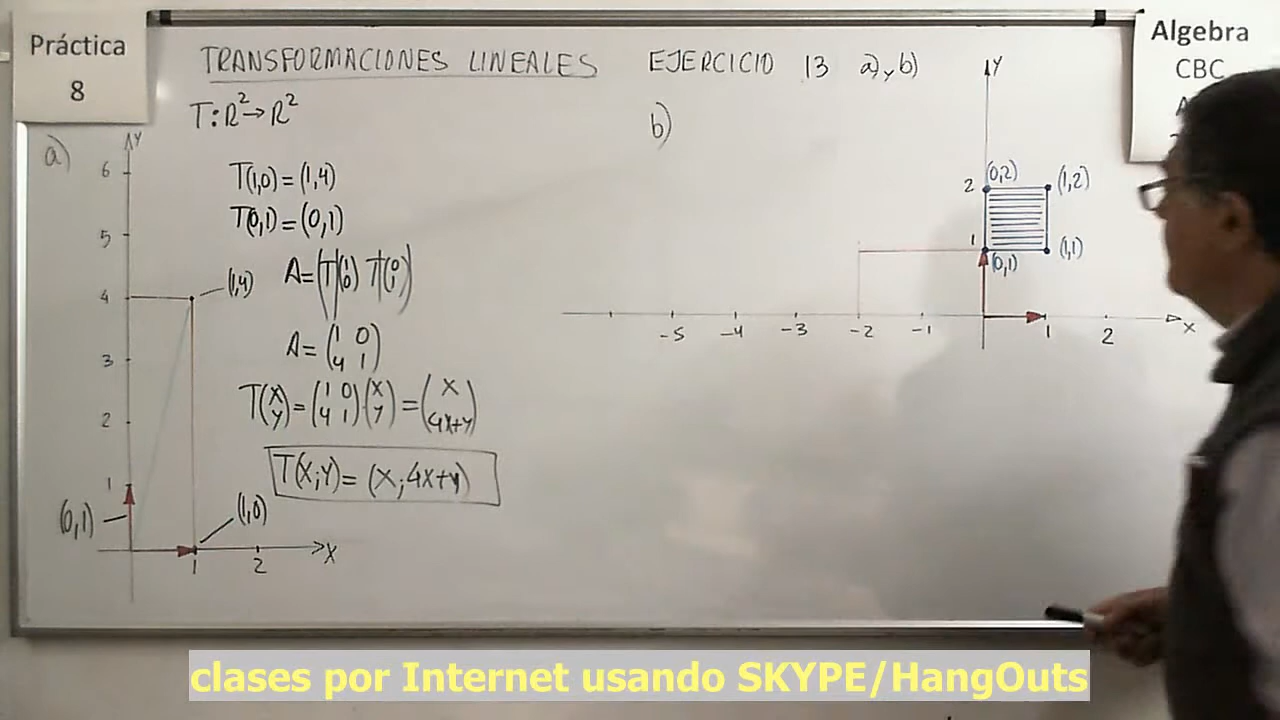 Práctica
8
TRANSFORMACIONES LINEALES EJERCICIO 13 a) y b)
Algebra
CBC
T: R² → R²
a)
Y
6
5
4
3
2
1
(1,4)
(0,1)
(1,0)
1 2 X
T(1,0) = (1,4)
T(0,1) = (0,1)
A = (T(1 0) T(0 1))
A = (1 0
4 1)
T(X Y) = (1 0 4 1) · (X Y) = (X 4X+Y)
T(X;Y) = (X; 4X+Y)
b)
Y
2 (0,2) (1,2)
1 (0,1) (1,1)
-5 -4 -3 -2 -1 1 2 X
clases por Internet usando SKYPE/HangOuts